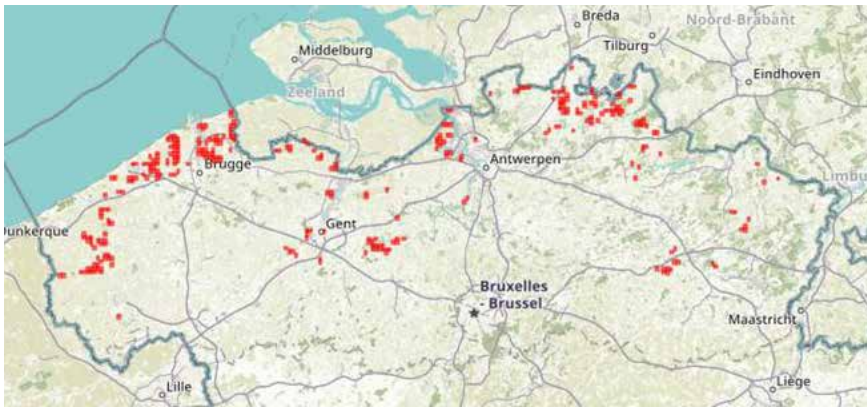 Breda
Noord-Brabant
Tilburg
Middelburg
Eindhoven
Zeeland
Antwerpen
Brugge
Limbu
Dunkerque
Gent
Bruxelles
- Brussel
Maastricht
Lille
Liège